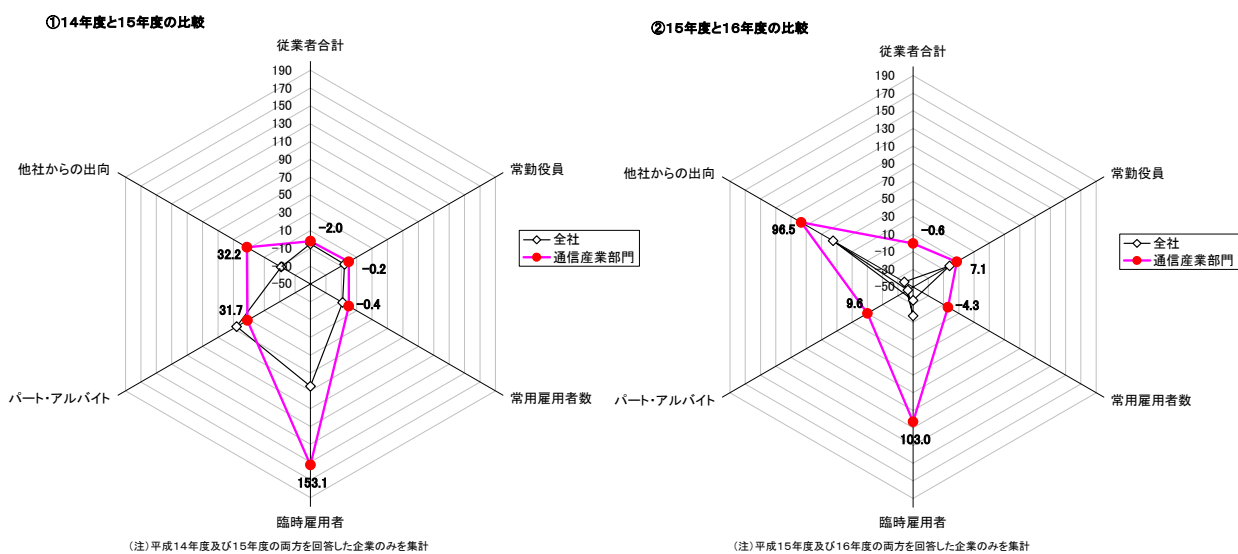 ①14年度と15年度の比較
従業者合計
190
170
150
130
110
90
70
50
30
10
−10
−30
−50
常勤役員
常用雇用者数
臨時雇用者
パート・アルバイト
他社からの出向
−2.0
−0.2
−0.4
153.1
31.7
32.2
全社
通信産業部門
(注)平成14年度及び15年度の両方を回答した企業のみを集計
②15年度と16年度の比較
従業者合計
190
170
150
130
110
90
70
50
30
10
−10
−30
−50
常勤役員
常用雇用者数
臨時雇用者
パート・アルバイト
他社からの出向
−0.6
7.1
−4.3
103.0
9.6
96.5
全社
通信産業部門
(注)平成15年度及び16年度の両方を回答した企業のみを集計